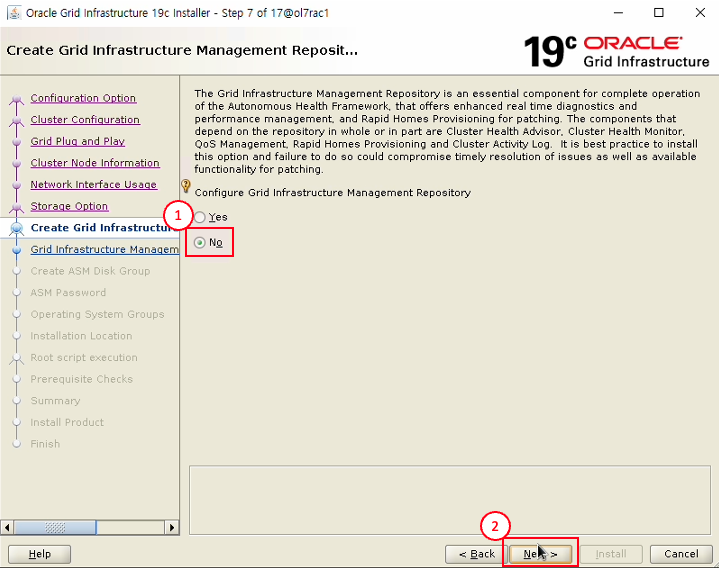 Oracle Grid Infrastructure 19c Installer - Step 7 of 17@ol7rac1
Create Grid Infrastructure Management Reposit...
19c ORACLE
Grid Infrastructure
Configuration Option
Cluster Configuration
Grid Plug and Play
Cluster Node Information
Network Interface Usage
Storage Option
Create Grid Infrastructu
Grid Infrastructure Managem
Create ASM Disk Group
ASM Password
Operating System Groups
Installation Location
Root script execution
Prerequisite Checks
Summary
Install Product
Finish
The Grid Infrastructure Management Repository is an essential component for complete operation
of the Autonomous Health Framework, that offers enhanced real time diagnostics and
performance management, and Rapid Homes Provisioning for patching. The components that
depend on the repository in whole or in part are Cluster Health Advisor, Cluster Health Monitor,
QoS Management, Rapid Homes Provisioning and Cluster Activity Log. It is best practice to install
this option and failure to do so could compromise timely resolution of issues as well as available
functionality for patching.
Configure Grid Infrastructure Management Repository
1
Yes
No
2
Help
< Back
Next >
Install
Cancel